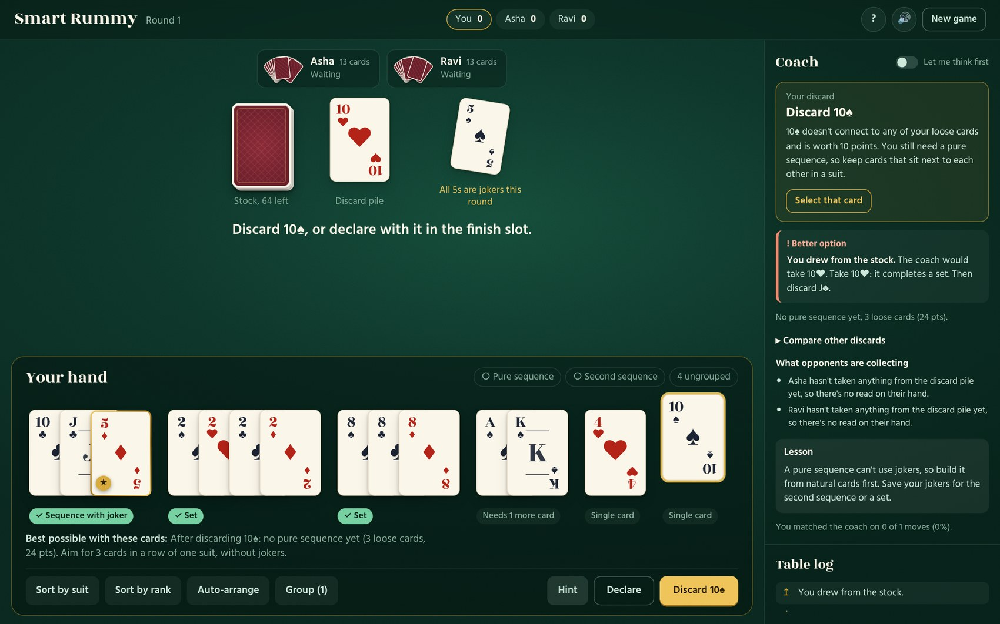 Smart Rummy Round 1
You 0
Asha 0
Ravi 0
?
New game
Asha 13 cards
Waiting
Ravi 13 cards
Waiting
10
10
5
5
Stock, 64 left
Discard pile
All 5s are jokers this
round
Discard 10♠, or declare with it in the finish slot.
Your hand
Pure sequence
Second sequence
4 ungrouped
10
J
J
5
5
2
2
2
2
2
8
8
8
8
A
K
K
K
4
4
10
10
✓ Sequence with joker
✓ Set
✓ Set
Needs 1 more card
Single card
Single card
Best possible with these cards: After discarding 10♠: no pure sequence yet (3 loose cards,
24 pts). Aim for 3 cards in a row of one suit, without jokers.
Sort by suit
Sort by rank
Auto-arrange
Group (1)
Hint
Declare
Discard 10♠
Coach
Let me think first
Your discard
Discard 10♠
10♠ doesn't connect to any of your loose cards
and is worth 10 points. You still need a pure
sequence, so keep cards that sit next to each
other in a suit.
Select that card
! Better option
You drew from the stock. The coach would
take 10♥. Take 10♥: it completes a set. Then
discard J♣.
No pure sequence yet, 3 loose cards (24 pts).
▸ Compare other discards
What opponents are collecting
• Asha hasn't taken anything from the discard pile
yet, so there's no read on their hand.
• Ravi hasn't taken anything from the discard pile yet,
so there's no read on their hand.
Lesson
A pure sequence can't use jokers, so build it
from natural cards first. Save your jokers for the
second sequence or a set.
You matched the coach on 0 of 1 moves (0%).
Table log
↥ You drew from the stock.